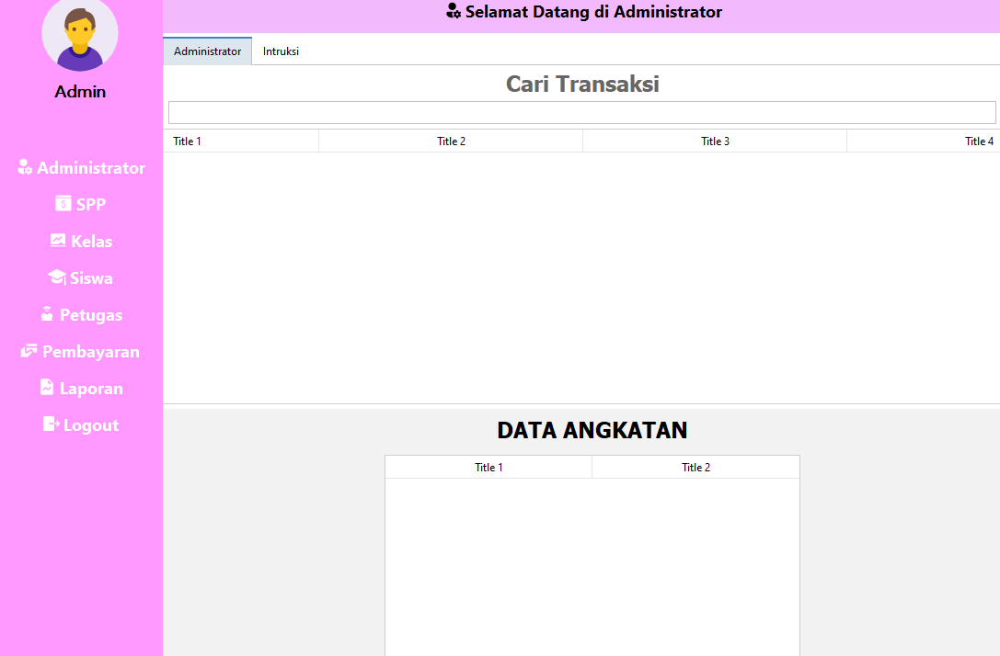 Selamat Datang di Administrator
Admin
Administrator
SPP
Kelas
Siswa
Petugas
Pembayaran
Laporan
Logout
Administrator Intruksi
Cari Transaksi
Title 1 Title 2 Title 3 Title 4
DATA ANGKATAN
Title 1 Title 2